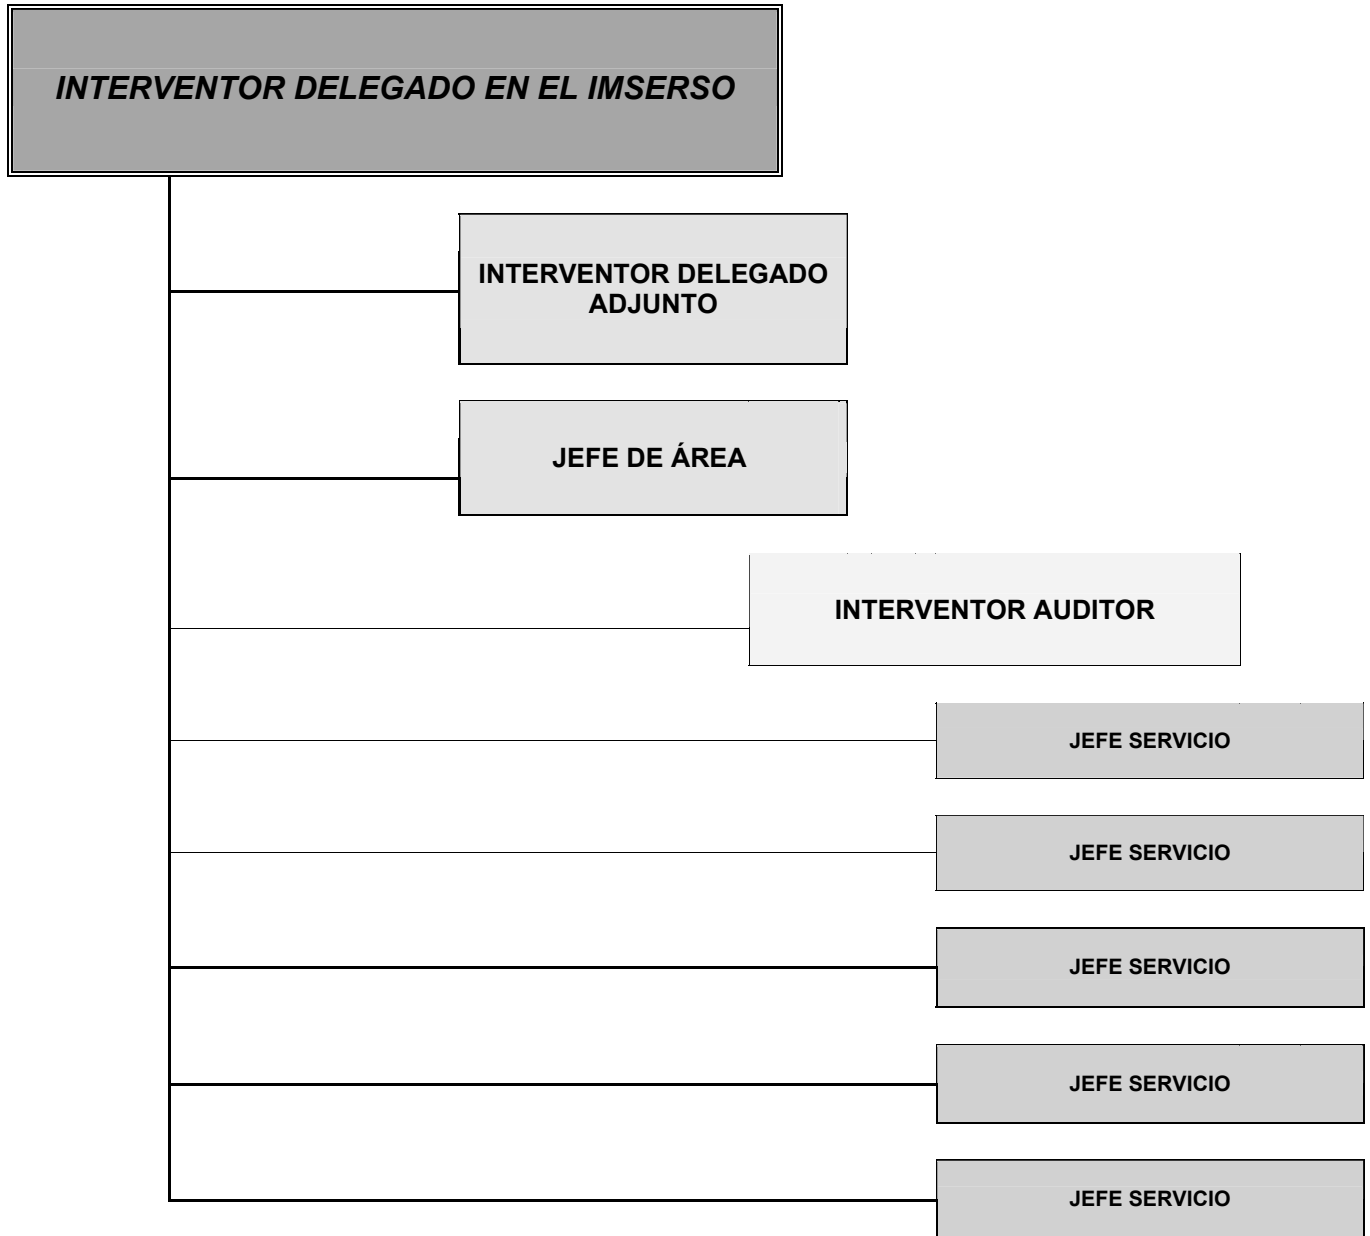 INTERVENTOR DELEGADO EN EL IMSERSO
INTERVENTOR DELEGADO
ADJUNTO
JEFE DE ÁREA
INTERVENTOR AUDITOR
JEFE SERVICIO
JEFE SERVICIO
JEFE SERVICIO
JEFE SERVICIO
JEFE SERVICIO